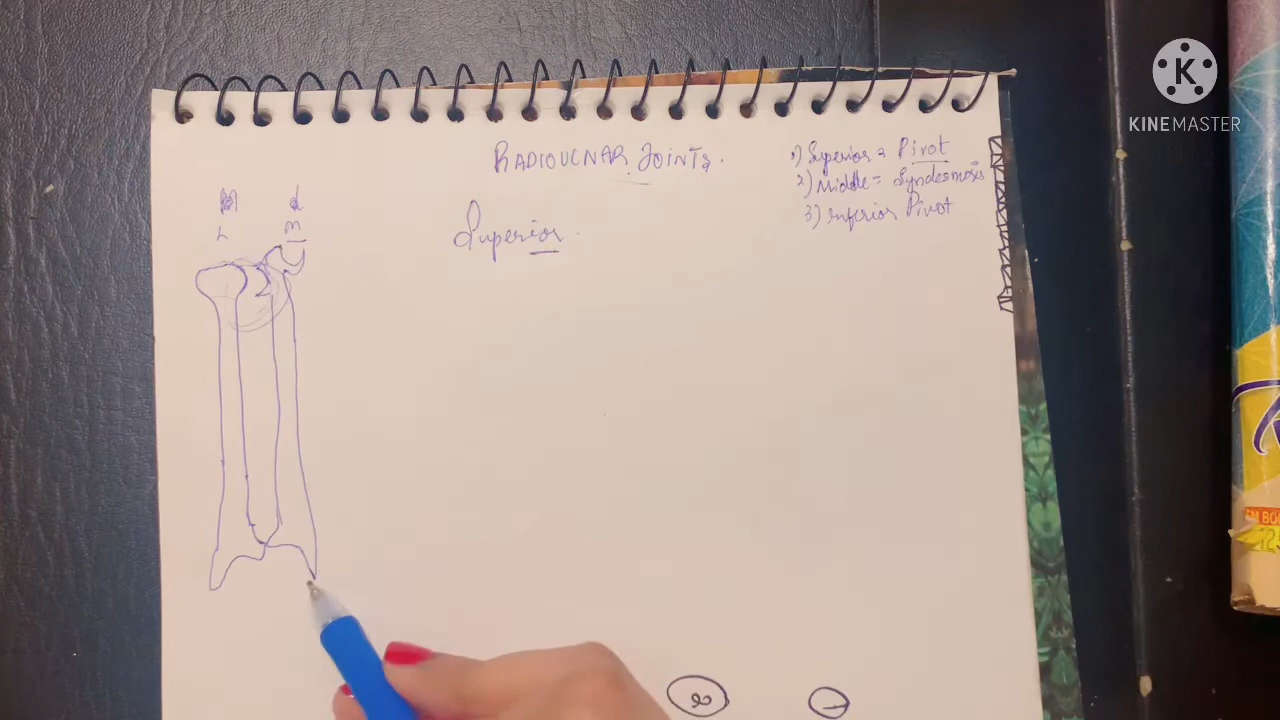 KINEMASTER
RADIOULNAR JOINTS.
1) Superior = Pivot
2) Middle = Syndesmosis
3) Inferior Pivot
L M
Superior.